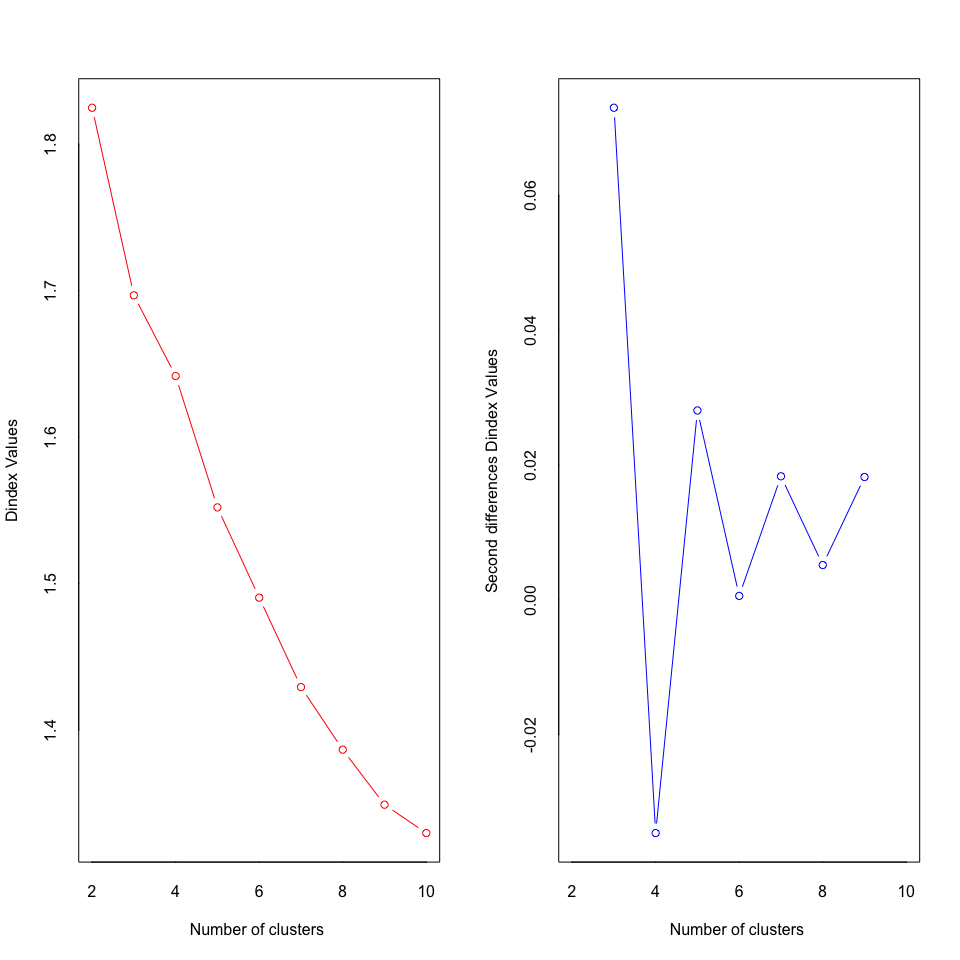 Dindex Values
1.8
1.7
1.6
1.5
1.4
2 4 6 8 10
Number of clusters
Second differences Dindex Values
0.06
0.04
0.02
0.00
-0.02
2 4 6 8 10
Number of clusters